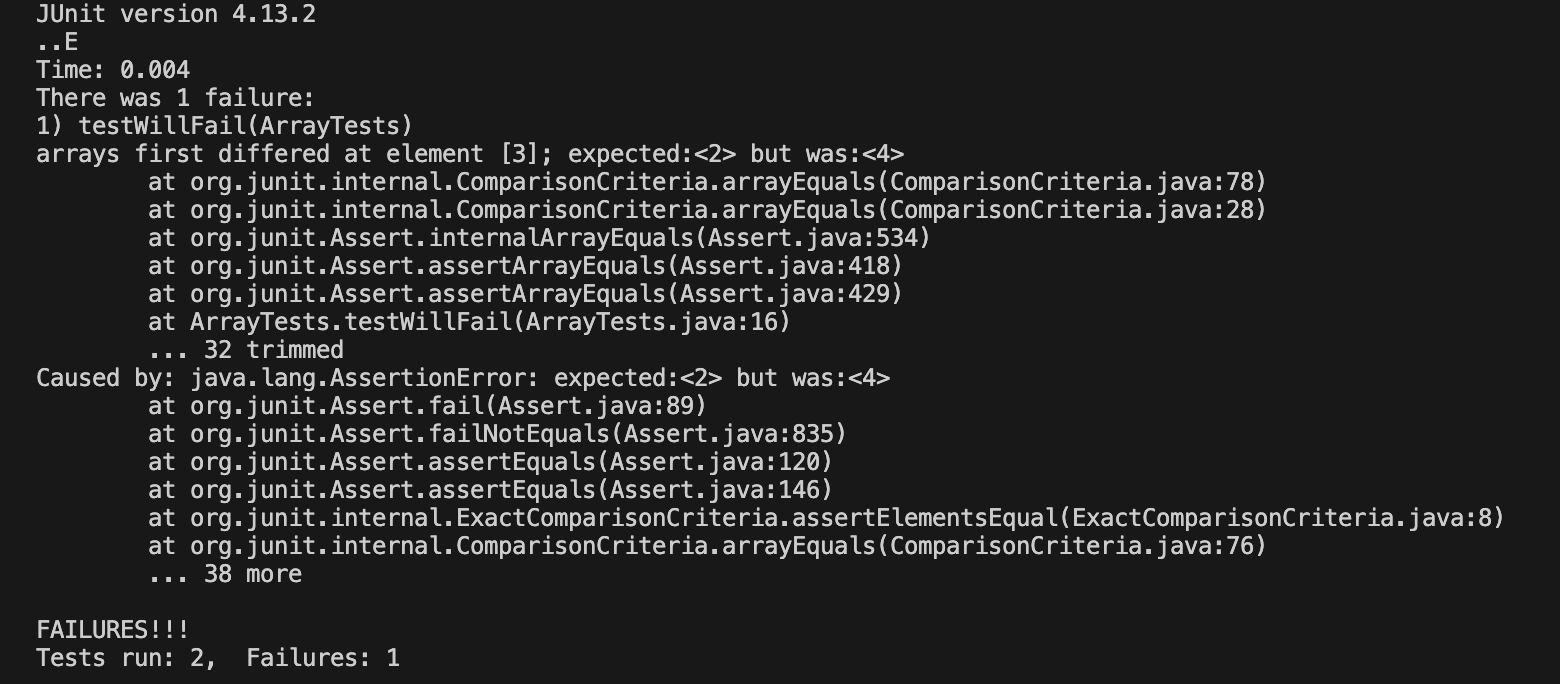 JUnit version 4.13.2
..E
Time: 0.004
There was 1 failure:
1) testWillFail(ArrayTests)
arrays first differed at element [3]; expected:<2> but was:<4>
        at org.junit.internal.ComparisonCriteria.arrayEquals(ComparisonCriteria.java:78)
        at org.junit.internal.ComparisonCriteria.arrayEquals(ComparisonCriteria.java:28)
        at org.junit.Assert.internalArrayEquals(Assert.java:534)
        at org.junit.Assert.assertArrayEquals(Assert.java:418)
        at org.junit.Assert.assertArrayEquals(Assert.java:429)
        at ArrayTests.testWillFail(ArrayTests.java:16)
        ... 32 trimmed
Caused by: java.lang.AssertionError: expected:<2> but was:<4>
        at org.junit.Assert.fail(Assert.java:89)
        at org.junit.Assert.failNotEquals(Assert.java:835)
        at org.junit.Assert.assertEquals(Assert.java:120)
        at org.junit.Assert.assertEquals(Assert.java:146)
        at org.junit.internal.ExactComparisonCriteria.assertElementsEqual(ExactComparisonCriteria.java:8)
        at org.junit.internal.ComparisonCriteria.arrayEquals(ComparisonCriteria.java:76)
        ... 38 more

FAILURES!!!
Tests run: 2,  Failures: 1